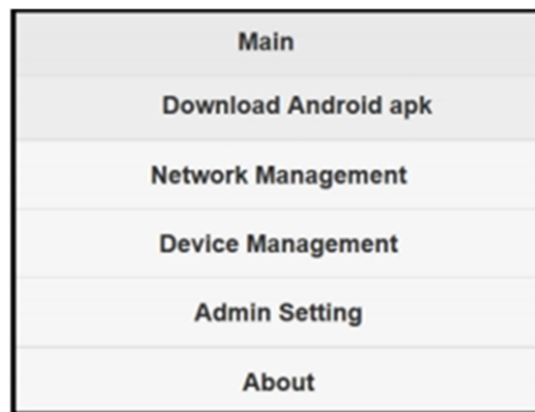 Main
Download Android apk
Network Management
Device Management
Admin Setting
About